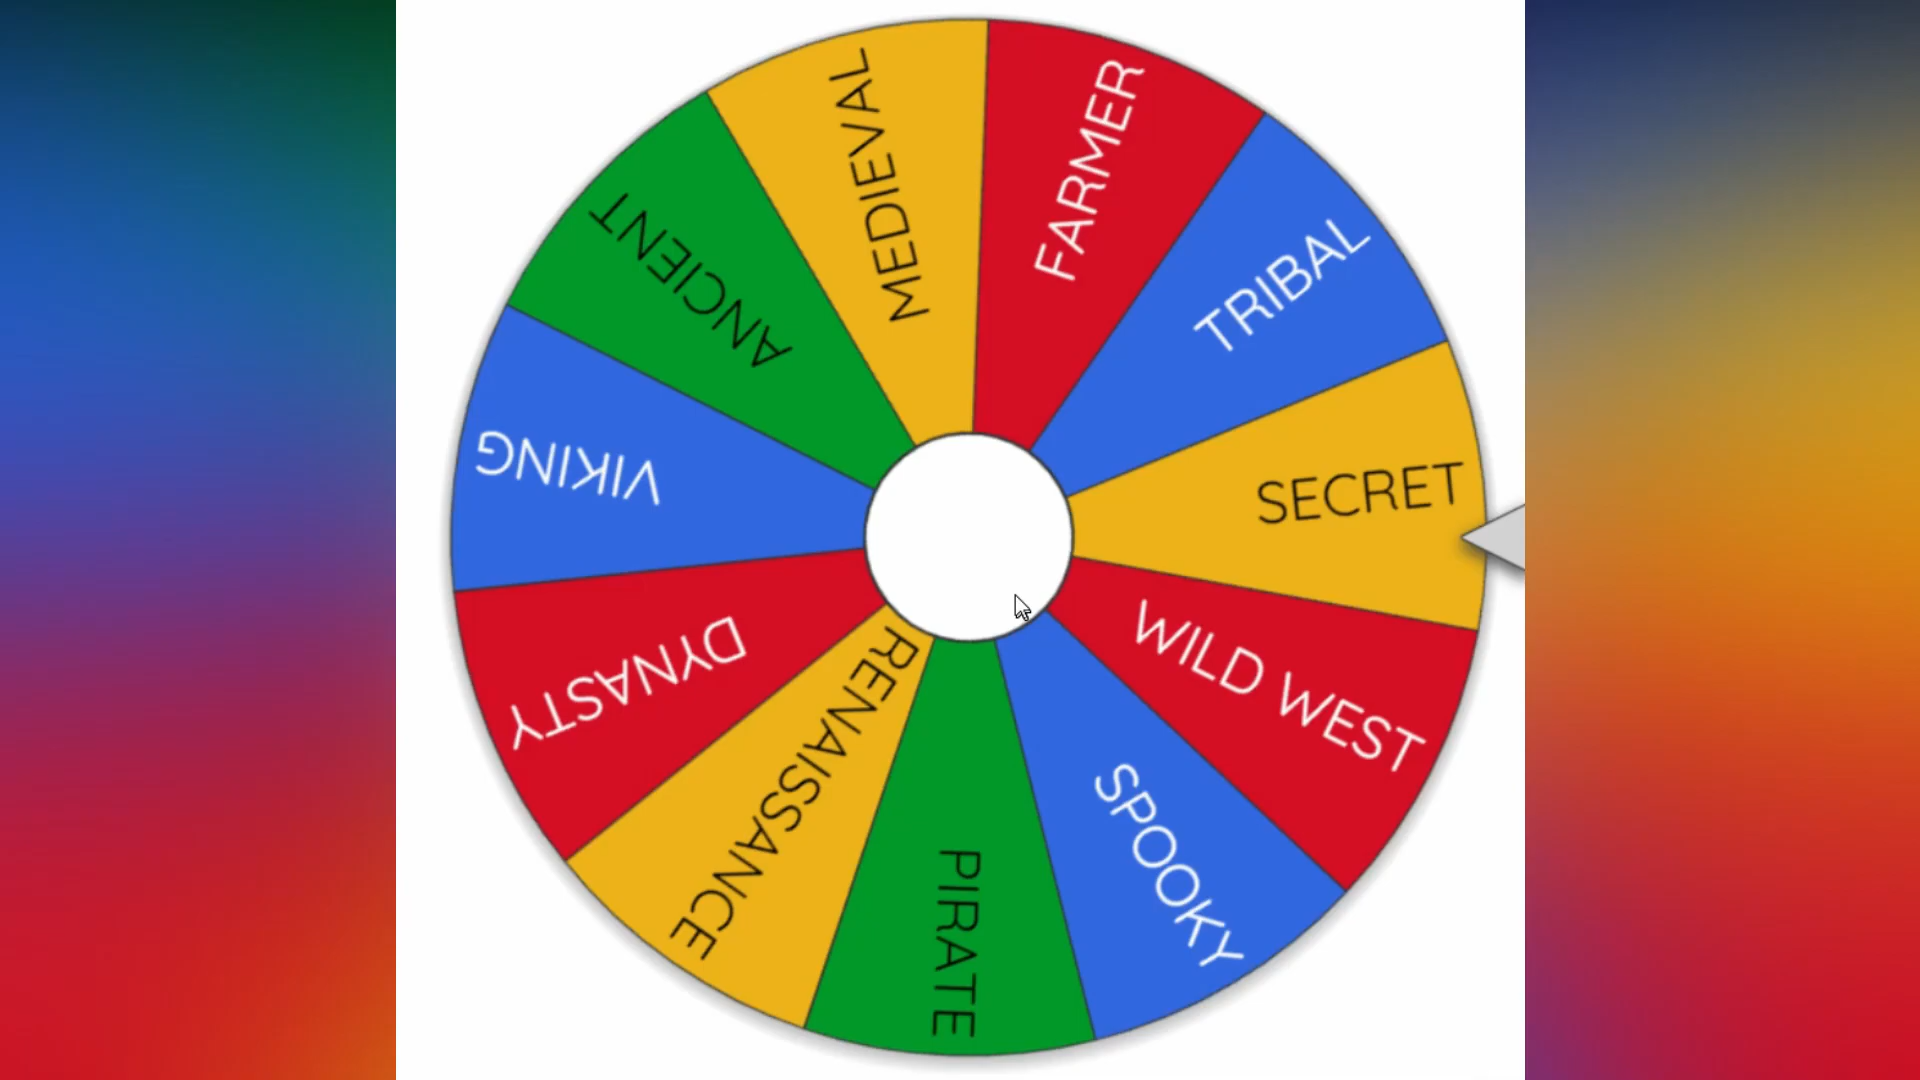 MEDIEVAL
FARMER
TRIBAL
SECRET
WILD WEST
SPOOKY
PIRATE
RENAISSANCE
DYNASTY
VIKING
ANCIENT